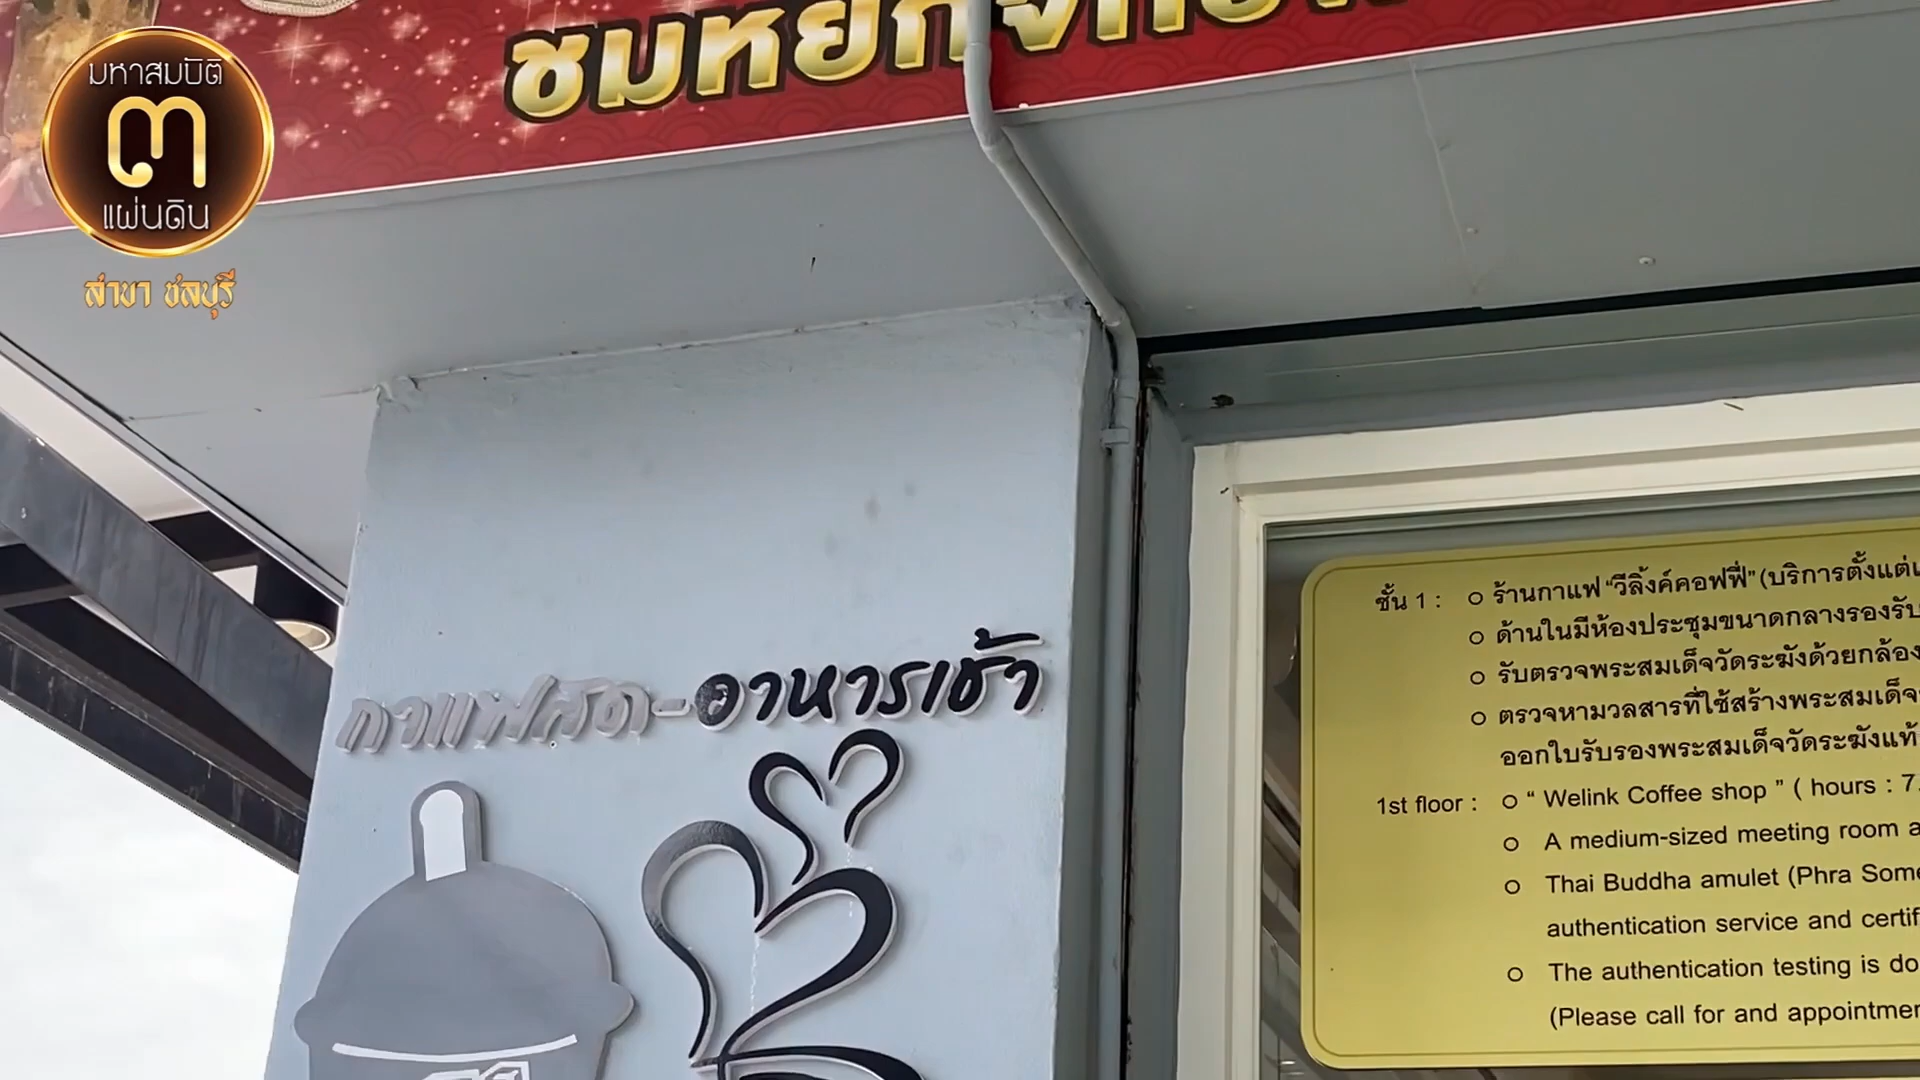 มหาสมบัติ
๓
แผ่นดิน
สาขา ชลบุรี
กาแฟสด-อาหารเช้า
ชั้น 1 : ร้านกาแฟ "วีลิ้งค์คอฟฟี่" (บริการตั้งแต่
ด้านในมีห้องประชุมขนาดกลางรองรับ
รับตรวจพระสมเด็จวัดระฆังด้วยกล้อง
ตรวจหามวลสารที่ใช้สร้างพระสมเด็จ
ออกใบรับรองพระสมเด็จวัดระฆังแท้
1st floor : “ Welink Coffee shop ” ( hours : 7
A medium-sized meeting room
Thai Buddha amulet (Phra
authentication service and
The authentication testing is
(Please call for and